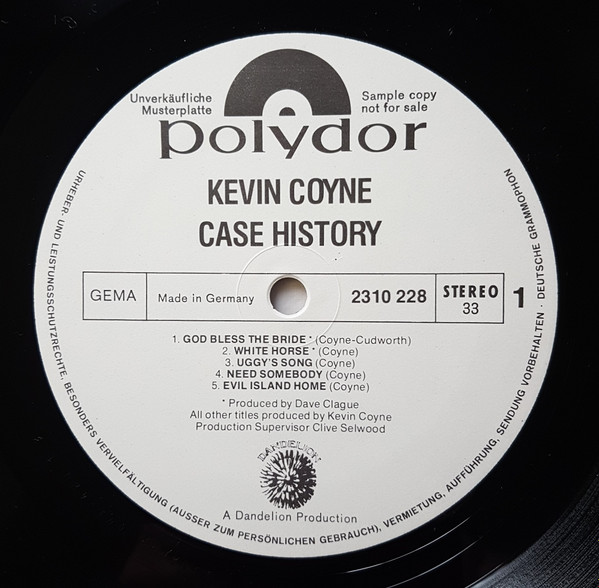 Unverkäufliche
Musterplatte
Sample copy
not for sale
polydor
KEVIN COYNE
CASE HISTORY
GEMA
Made in Germany
2310 228
STEREO
33
1
1. GOD BLESS THE BRIDE * (Coyne-Cudworth)
2. WHITE HORSE * (Coyne)
3. UGGY'S SONG (Coyne)
4. NEED SOMEBODY (Coyne)
5. EVIL ISLAND HOME (Coyne)
* Produced by Dave Clague
All other titles produced by Kevin Coyne
Production Supervisor Clive Selwood
DANDELION
A Dandelion Production
URHEBER- UND LEISTUNGSSCHUTZRECHTE, BESONDERS VERVIELFÄLTIGUNG (AUSSER ZUM PERSÖNLICHEN GEBRAUCH), VERMIETUNG, AUFFÜHRUNG, SENDUNG VORBEHALTEN · DEUTSCHE GRAMMOPHON